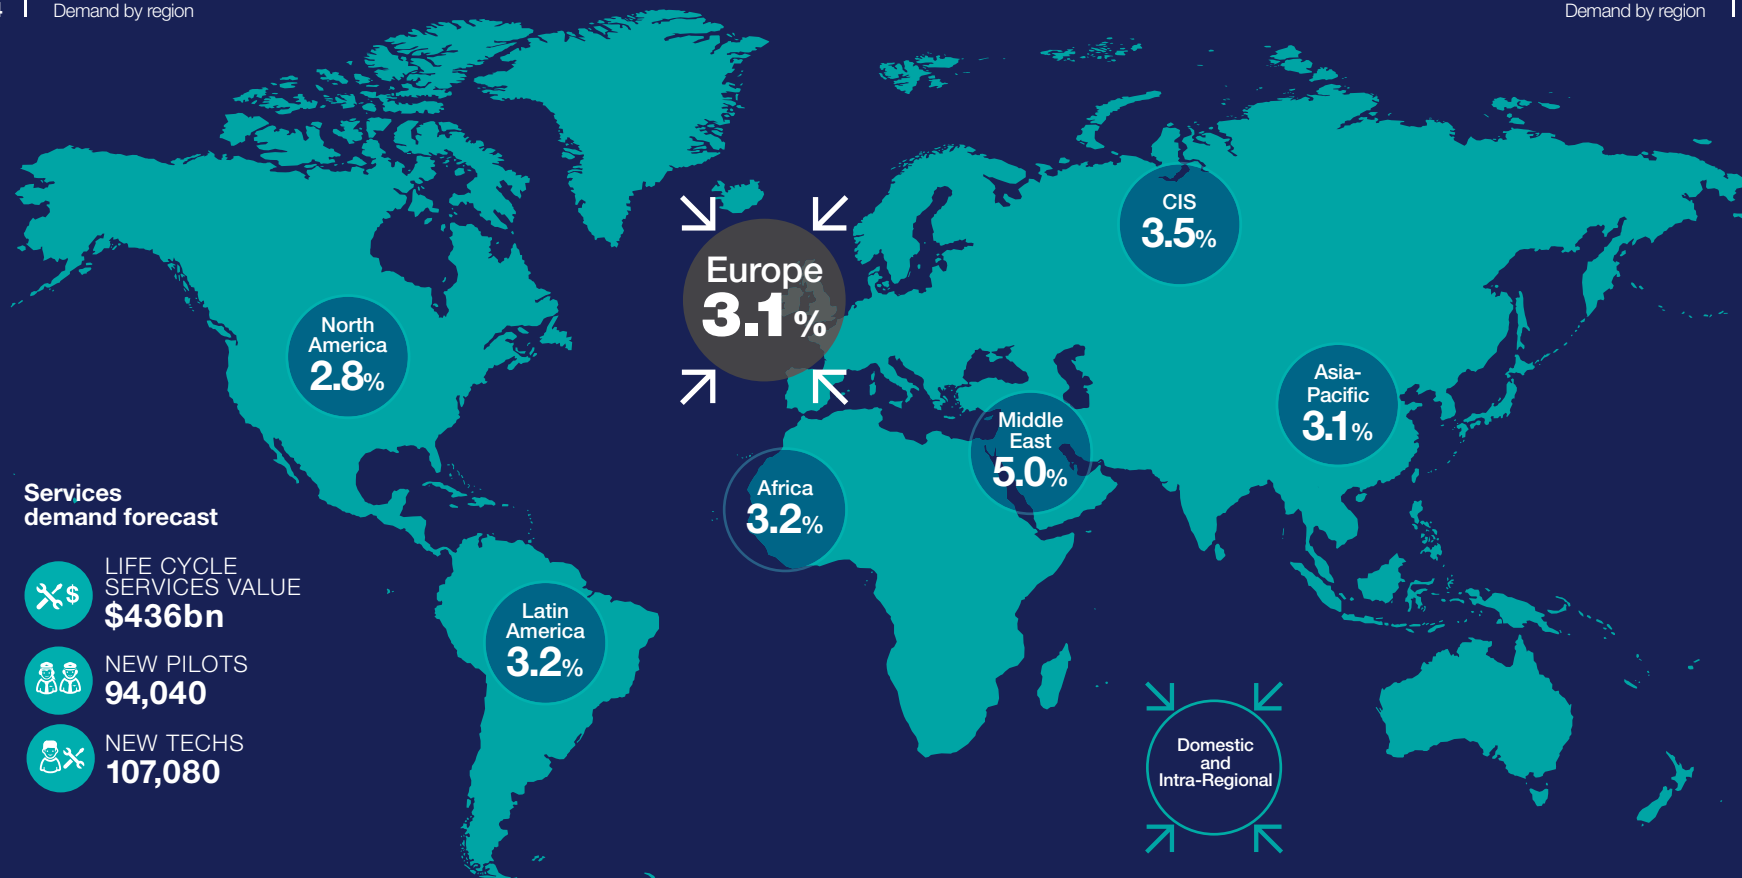 Demand by region
Demand by region
CIS
3.5%
Europe
3.1%
North
America
2.8%
Asia-
Pacific
3.1%
Middle
East
5.0%
Africa
3.2%
Latin
America
3.2%
Services
demand forecast
LIFE CYCLE
SERVICES VALUE
$436bn
NEW PILOTS
94,040
NEW TECHS
107,080
Domestic
and
Intra-Regional